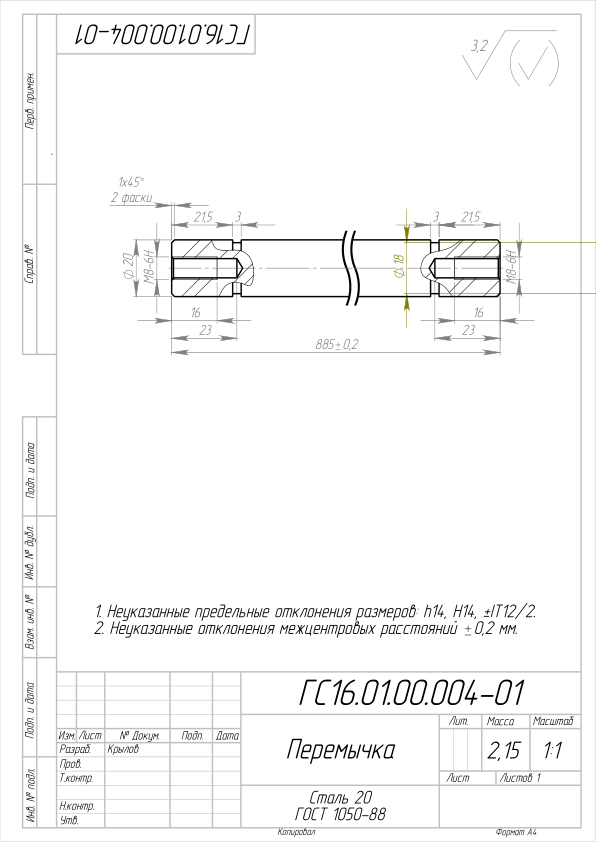 ГС16.01.00.004-01
3,2
Перв. примен.
Справ. №
1x45°
2 фаски
21,5
3
3
21,5
∅ 20
М8-6Н
∅ 18
М8-6Н
16
16
23
23
885±0,2
Подп. и дата
Инв. № дубл.
Взам. инв. №
Подп. и дата
Инв. № подл.
1. Неуказанные предельные отклонения размеров: h14, H14, ±IT12/2.
2. Неуказанные отклонения межцентровых расстояний ±0,2 мм.
ГС16.01.00.004-01
Изм. Лист № Докум. Подп. Дата
Разраб. Крылов
Пров.
Т.контр.
Н.контр.
Утв.
Перемычка
Лит. Масса Масштаб
2,15 1:1
Лист Листов 1
Сталь 20
ГОСТ 1050-88
Копировал Формат А4